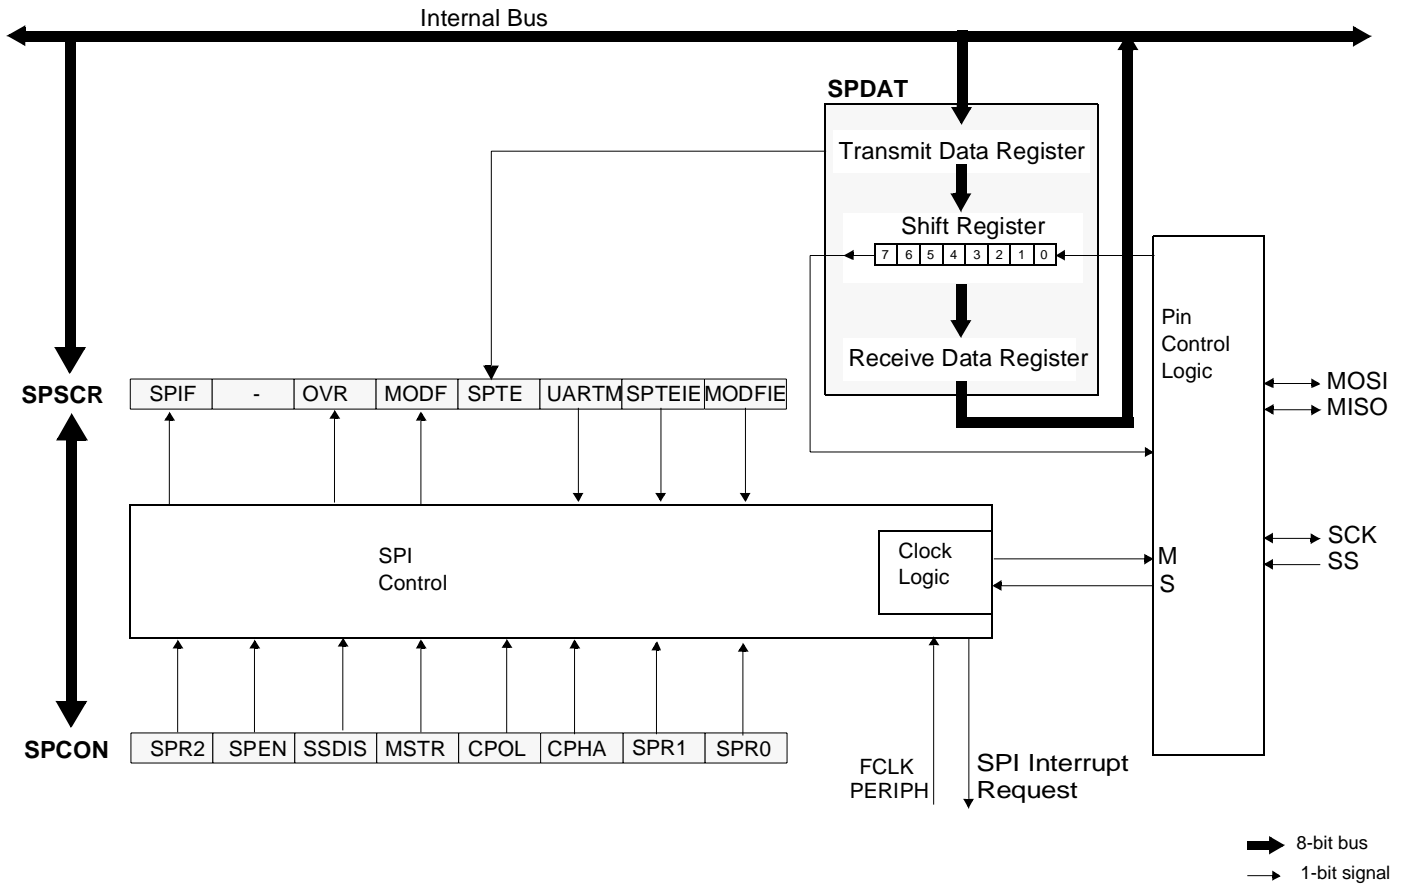 Internal Bus
SPDAT
Transmit Data Register
Shift Register
7 6 5 4 3 2 1 0
Pin
Control
Logic
Receive Data Register
MOSI
MISO
SPSCR
SPIF - OVR MODF SPTE UARTM SPTEIE MODFIE
SPI
Control
Clock
Logic
M
S
SCK
SS
SPCON
SPR2 SPEN SSDIS MSTR CPOL CPHA SPR1 SPR0
FCLK
PERIPH
SPI Interrupt
Request
8-bit bus
1-bit signal